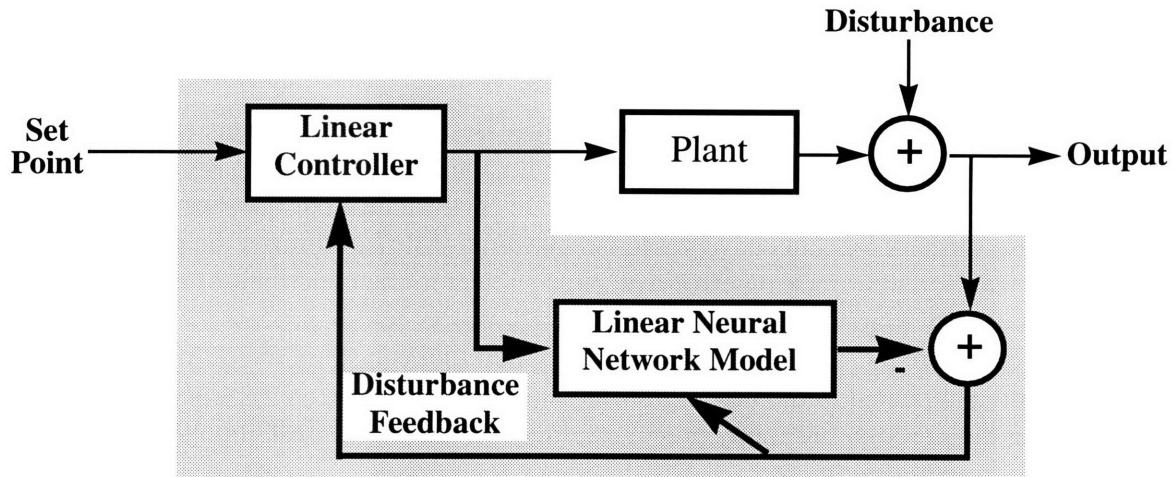 Disturbance
Set
Point
Linear
Controller
Plant
+
Output
Linear Neural
Network Model
-
+
Disturbance
Feedback